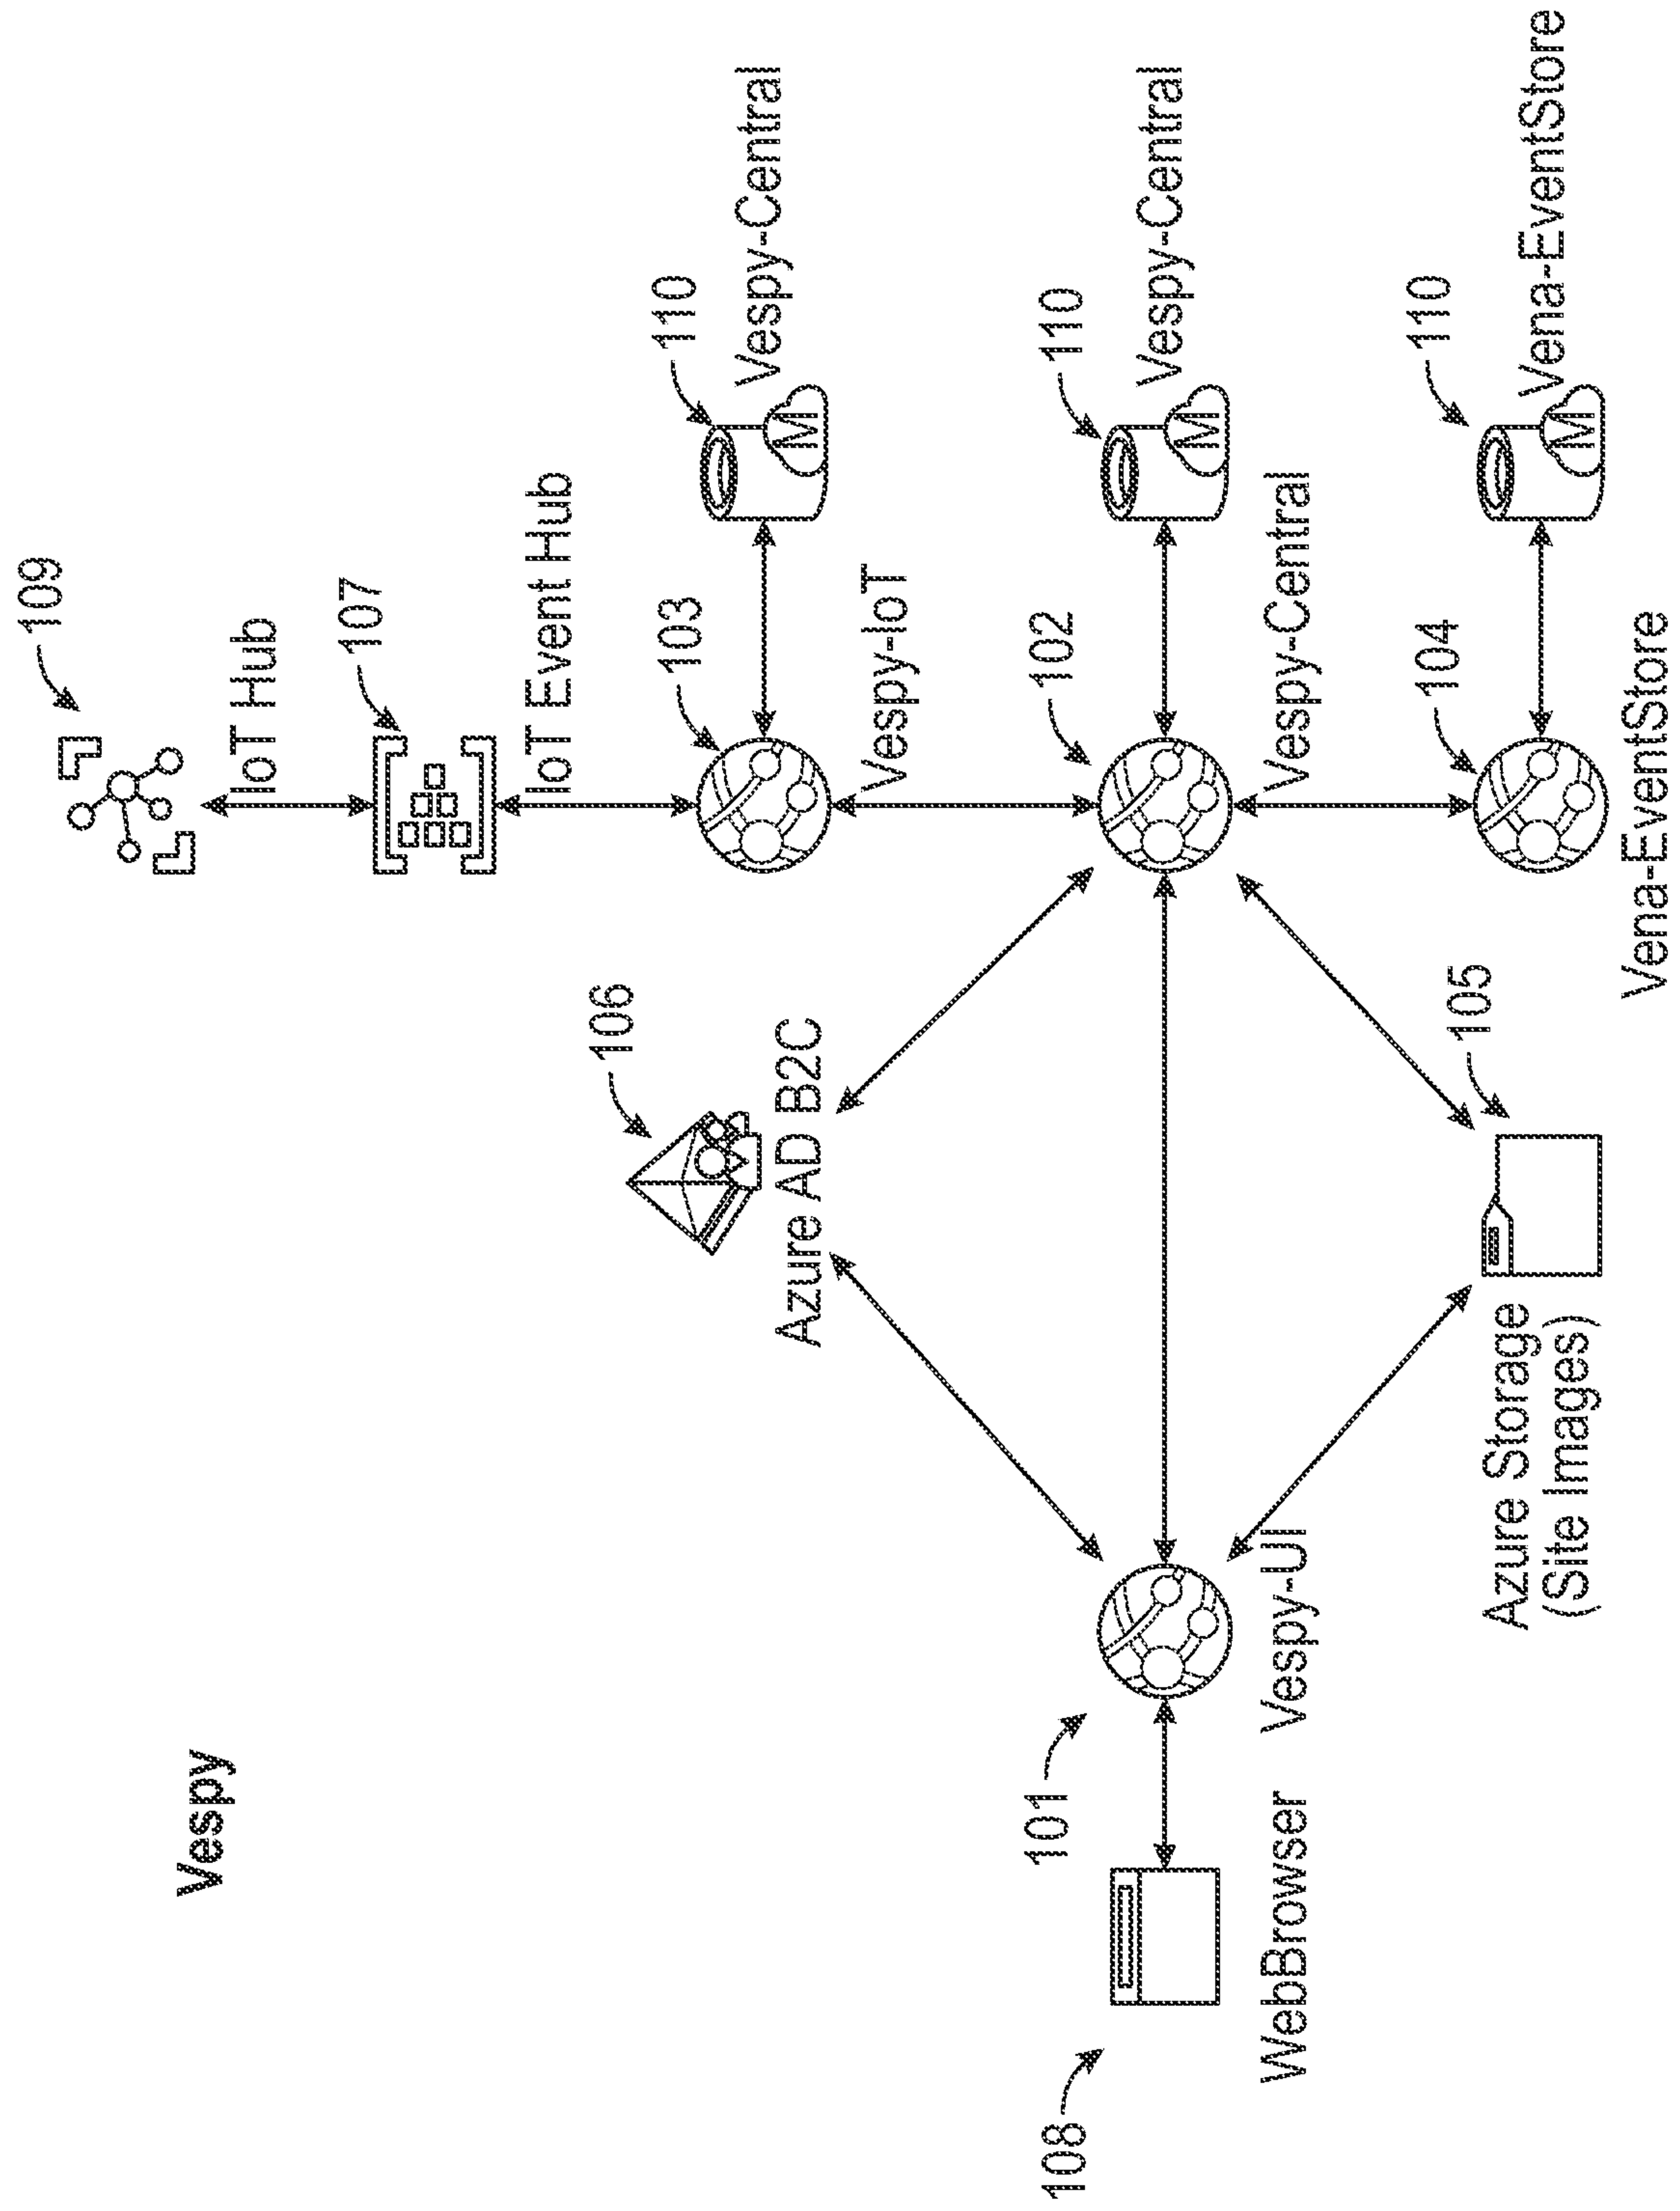 Vespy
109
IoT Hub
107
IoT Event Hub
106
103
110
M
Vespy-Central
Azure AD B2C
Vespy-IoT
108
101
102
110
M
Vespy-Central
WebBrowser
Vespy-UI
Vespy-Central
105
104
110
M
Vena-EventStore
Azure Storage
(Site Images)
Vena-EventStore